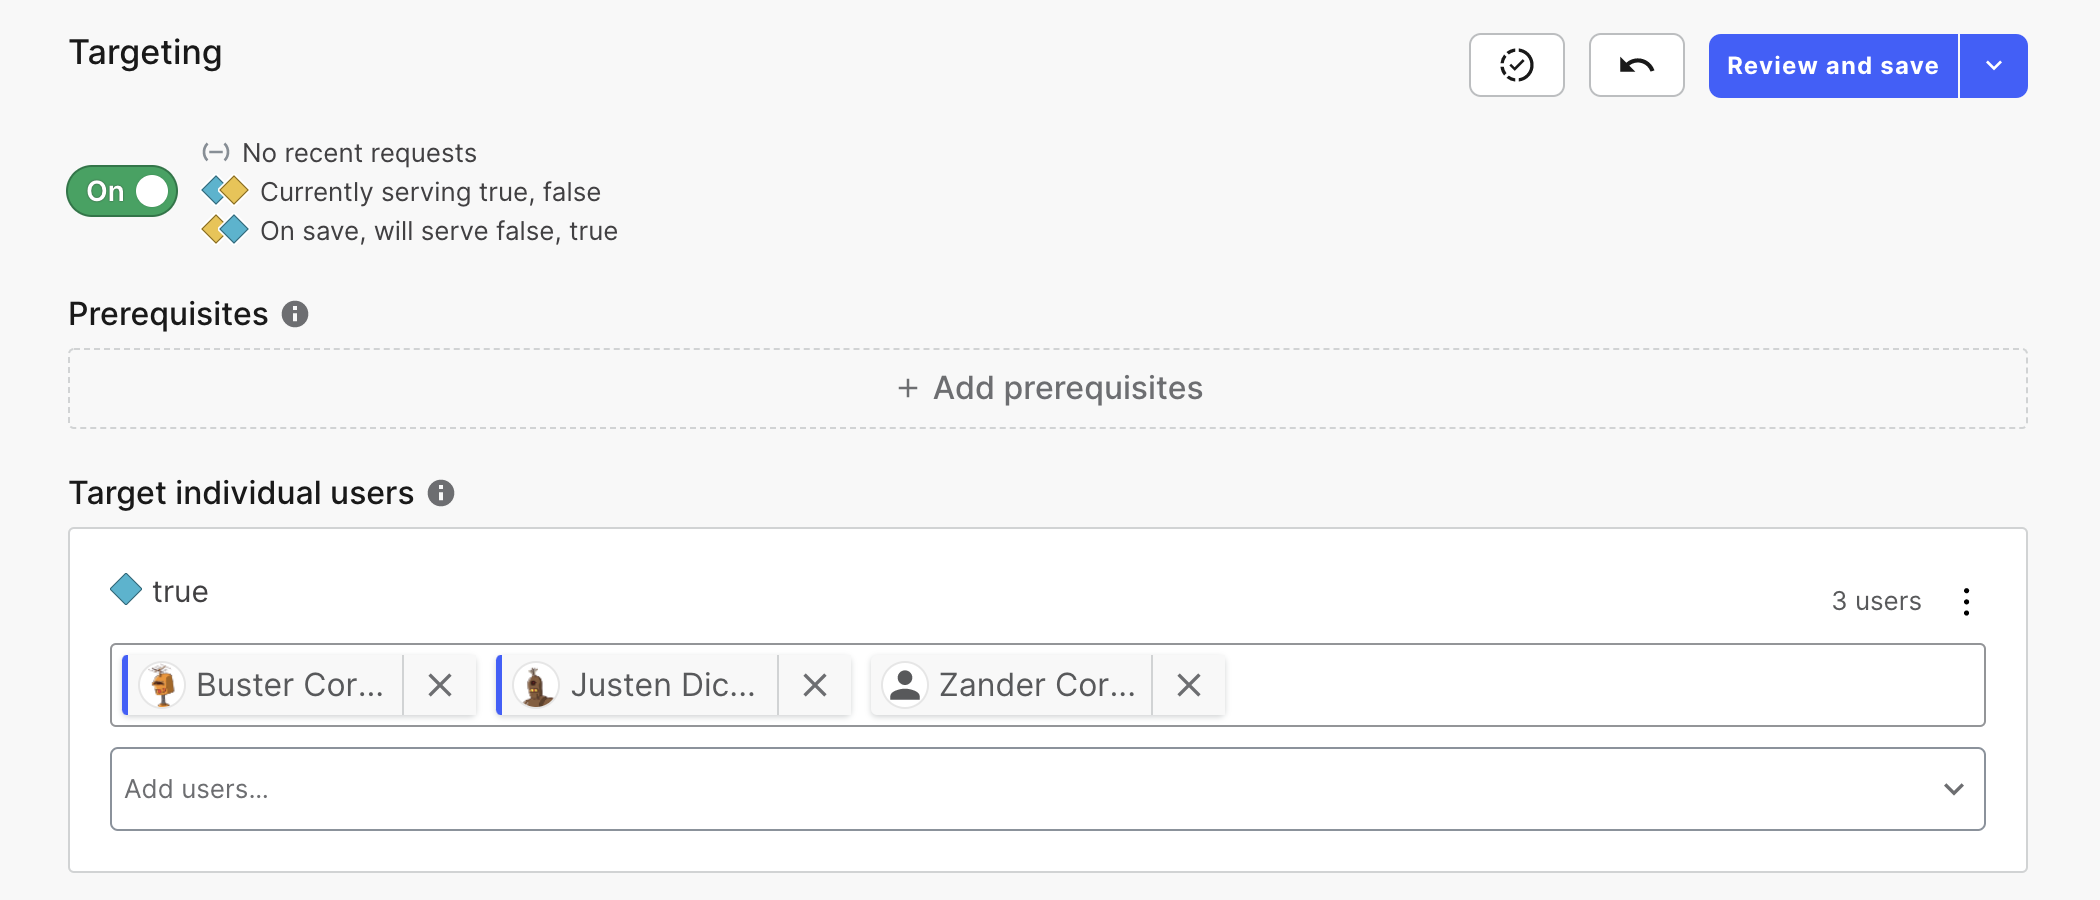 Targeting
Review and save
On
No recent requests
Currently serving true, false
On save, will serve false, true
Prerequisites
+ Add prerequisites
Target individual users
true
3 users
Buster Cor...
Justen Dic...
Zander Cor...
Add users...